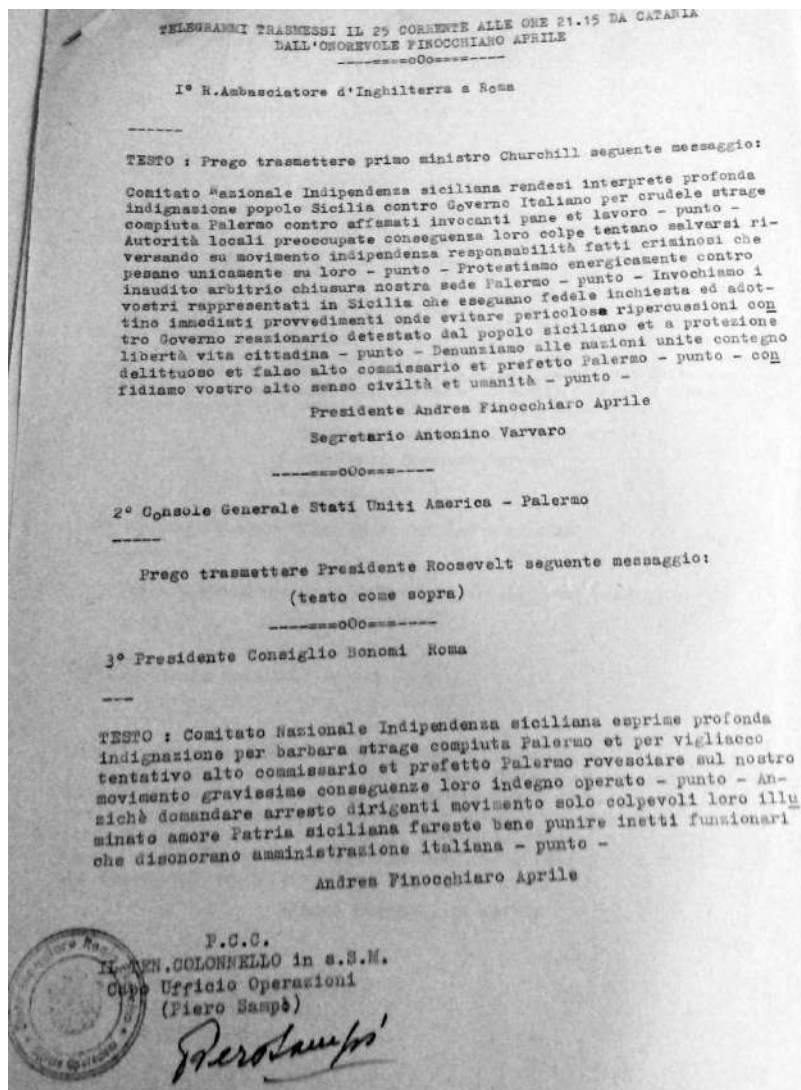 TELEGRAMMI TRASMESSI IL 25 CORRENTE ALLE ORE 21.15 DA CATANIA
DALL'ONOREVOLE FINOCCHIARO APRILE
----====oOo====----
I° R.Ambasciatore d'Inghilterra a Roma
------
TESTO : Prego trasmettere primo ministro Churchill seguente messaggio:
Comitato Nazionale Indipendenza siciliana rendesi interprete profonda
indignazione popolo Sicilia contro Governo Italiano per crudele strage
compiuta Palermo contro affamati invocanti pane et lavoro - punto -
Autorità locali preoccupate conseguenza loro colpe tentano salvarsi ri-
versando su movimento indipendenza responsabilità fatti criminosi che
pesano unicamente su loro - punto - Protestiamo energicamente contro
inaudito arbitrio chiusura nostra sede Palermo - punto - Invochiamo i
vostri rappresentati in Sicilia che eseguano fedele inchiesta ed adot-
tino immediati provvedimenti onde evitare pericolose ripercussioni con
tro Governo reazionario detestato dal popolo siciliano et a protezione
libertà vita cittadina - punto - Denunziamo alle nazioni unite contegno
delittuoso et falso alto commissario et prefetto Palermo - punto - con
fidiamo vostro alto senso civiltà et umanità - punto -
Presidente Andrea Finocchiaro Aprile
Segretario Antonino Varvaro
----===oOo===----
2° Console Generale Stati Uniti America - Palermo
-----
Prego trasmettere Presidente Roosevelt seguente messaggio:
(testo come sopra)
----===oOo===----
3° Presidente Consiglio Bonomi Roma
---
TESTO : Comitato Nazionale Indipendenza siciliana esprime profonda
indignazione per barbara strage compiuta Palermo et per vigliacco
tentativo alto commissario et prefetto Palermo rovesciare sul nostro
movimento gravissime conseguenze loro indegno operato - punto - An-
zichè domandare arresto dirigenti movimento solo colpevoli loro illu
minato amore Patria siciliana fareste bene punire inetti funzionari
che disonorano amministrazione italiana - punto -
Andrea Finocchiaro Aprile
P.C.C.
IL TEN.COLONNELLO in s.S.M.
Capo Ufficio Operazioni
(Piero Sampò)
Piero Sampò